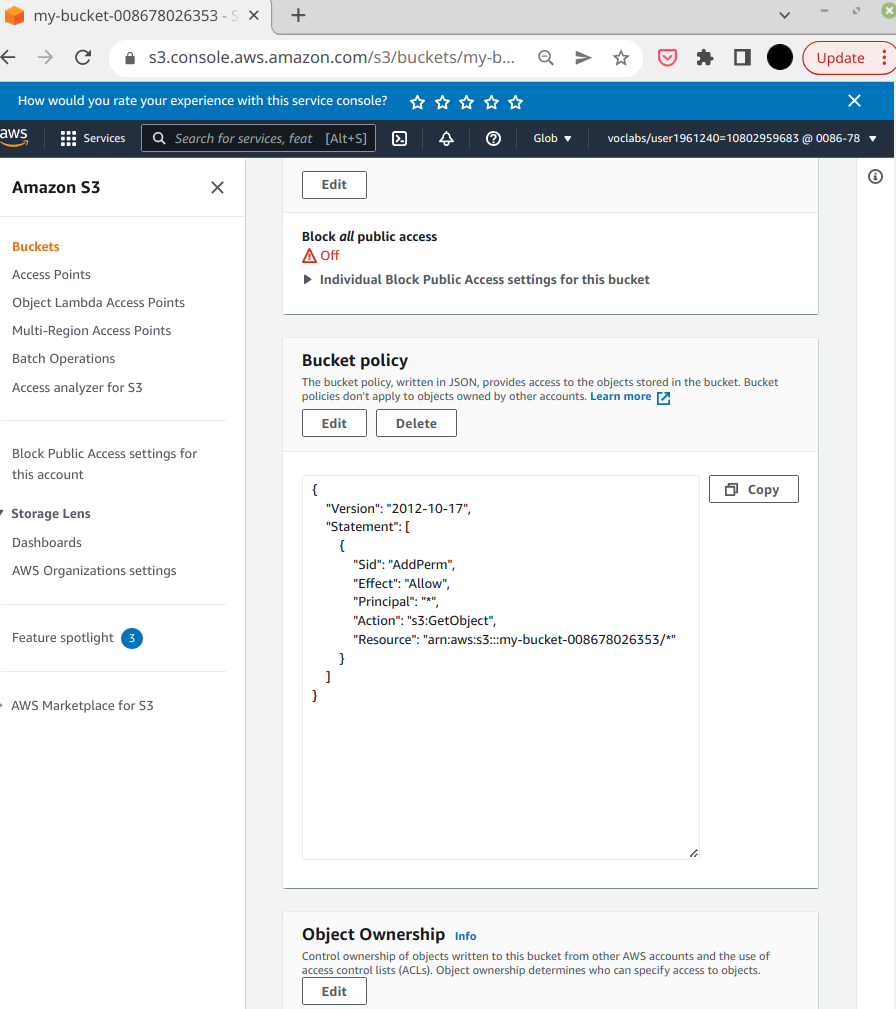 my-bucket-008678026353 - S
s3.console.aws.amazon.com/s3/buckets/my-b...
Update
How would you rate your experience with this service console?
aws
Services
Search for services, feat [Alt+S]
Glob
voclabs/user1961240=10802959683 @ 0086-78
Amazon S3
Buckets
Access Points
Object Lambda Access Points
Multi-Region Access Points
Batch Operations
Access analyzer for S3
Block Public Access settings for
this account
Storage Lens
Dashboards
AWS Organizations settings
Feature spotlight 3
AWS Marketplace for S3
Edit
Block all public access
Off
Individual Block Public Access settings for this bucket
Bucket policy
The bucket policy, written in JSON, provides access to the objects stored in the bucket. Bucket
policies don't apply to objects owned by other accounts. Learn more
Edit
Delete
Copy
{
"Version": "2012-10-17",
"Statement": [
{
"Sid": "AddPerm",
"Effect": "Allow",
"Principal": "*",
"Action": "s3:GetObject",
"Resource": "arn:aws:s3:::my-bucket-008678026353/*"
}
]
}
Object Ownership Info
Control ownership of objects written to this bucket from other AWS accounts and the use of
access control lists (ACLs). Object ownership determines who can specify access to objects.
Edit